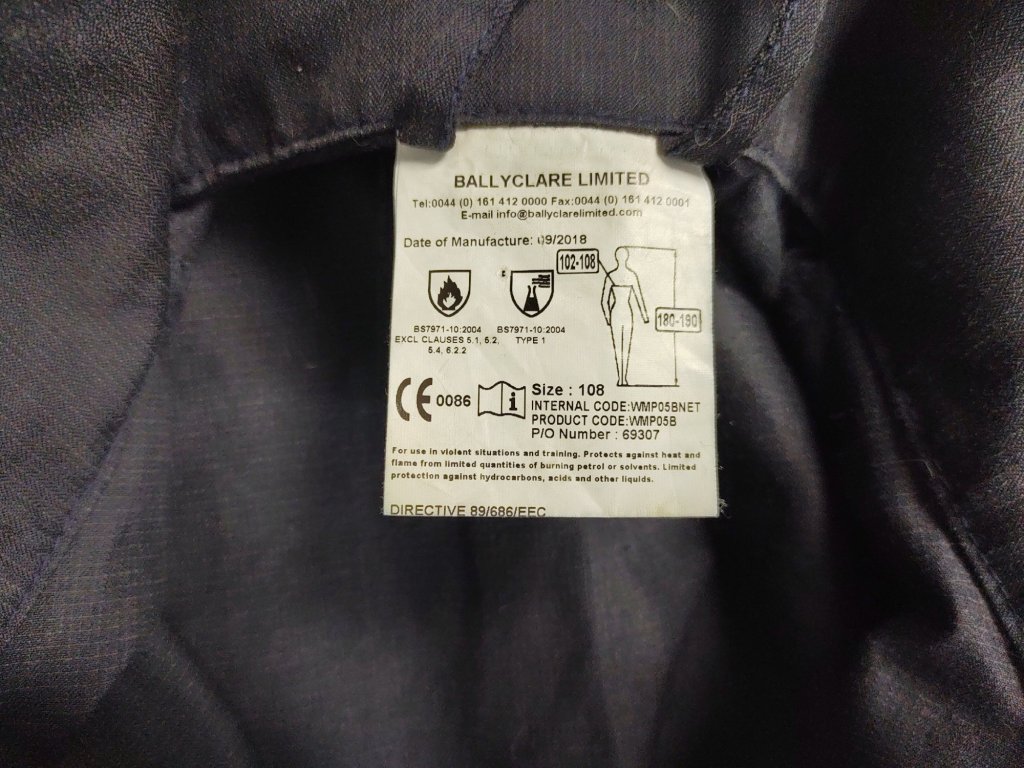 BALLYCLARE LIMITED
Tel:0044 (0) 161 412 0000 Fax:0044 (0) 161 412 0001
E-mail info@ballyclarelimited.com
Date of Manufacture: 09/2018
102-108
180-190
BS7971-10:2004
EXCL CLAUSES 5.1, 5.2,
5.4, 6.2.2
BS7971-10:2004
TYPE 1
CE 0086
i
Size : 108
INTERNAL CODE:WMP05BNET
PRODUCT CODE:WMP05B
P/O Number : 69307
For use in violent situations and training. Protects against heat and
flame from limited quantities of burning petrol or solvents. Limited
protection against hydrocarbons, acids and other liquids.
DIRECTIVE 89/686/EEC